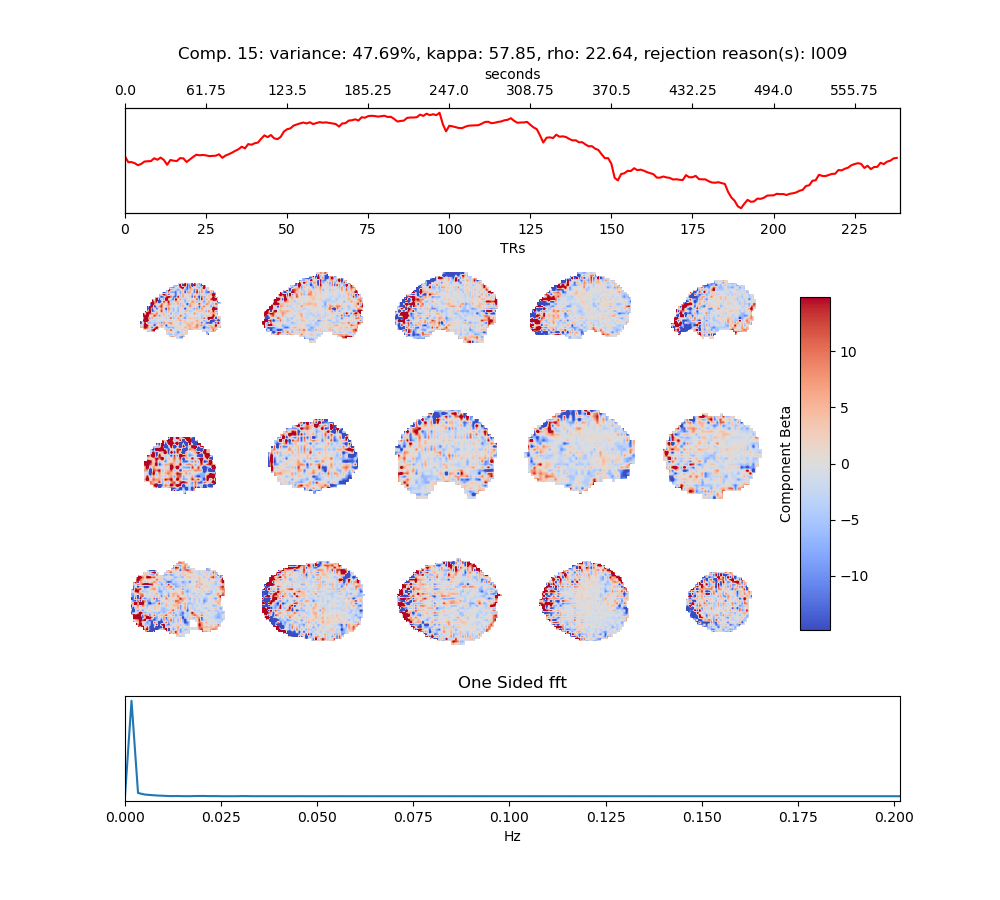 Comp. 15: variance: 47.69%, kappa: 57.85, rho: 22.64, rejection reason(s): I009
seconds
0.0 61.75 123.5 185.25 247.0 308.75 370.5 432.25 494.0 555.75
0 25 50 75 100 125 150 175 200 225
TRs
10
5
0
−5
−10
Component Beta
One Sided fft
0.000 0.025 0.050 0.075 0.100 0.125 0.150 0.175 0.200
Hz